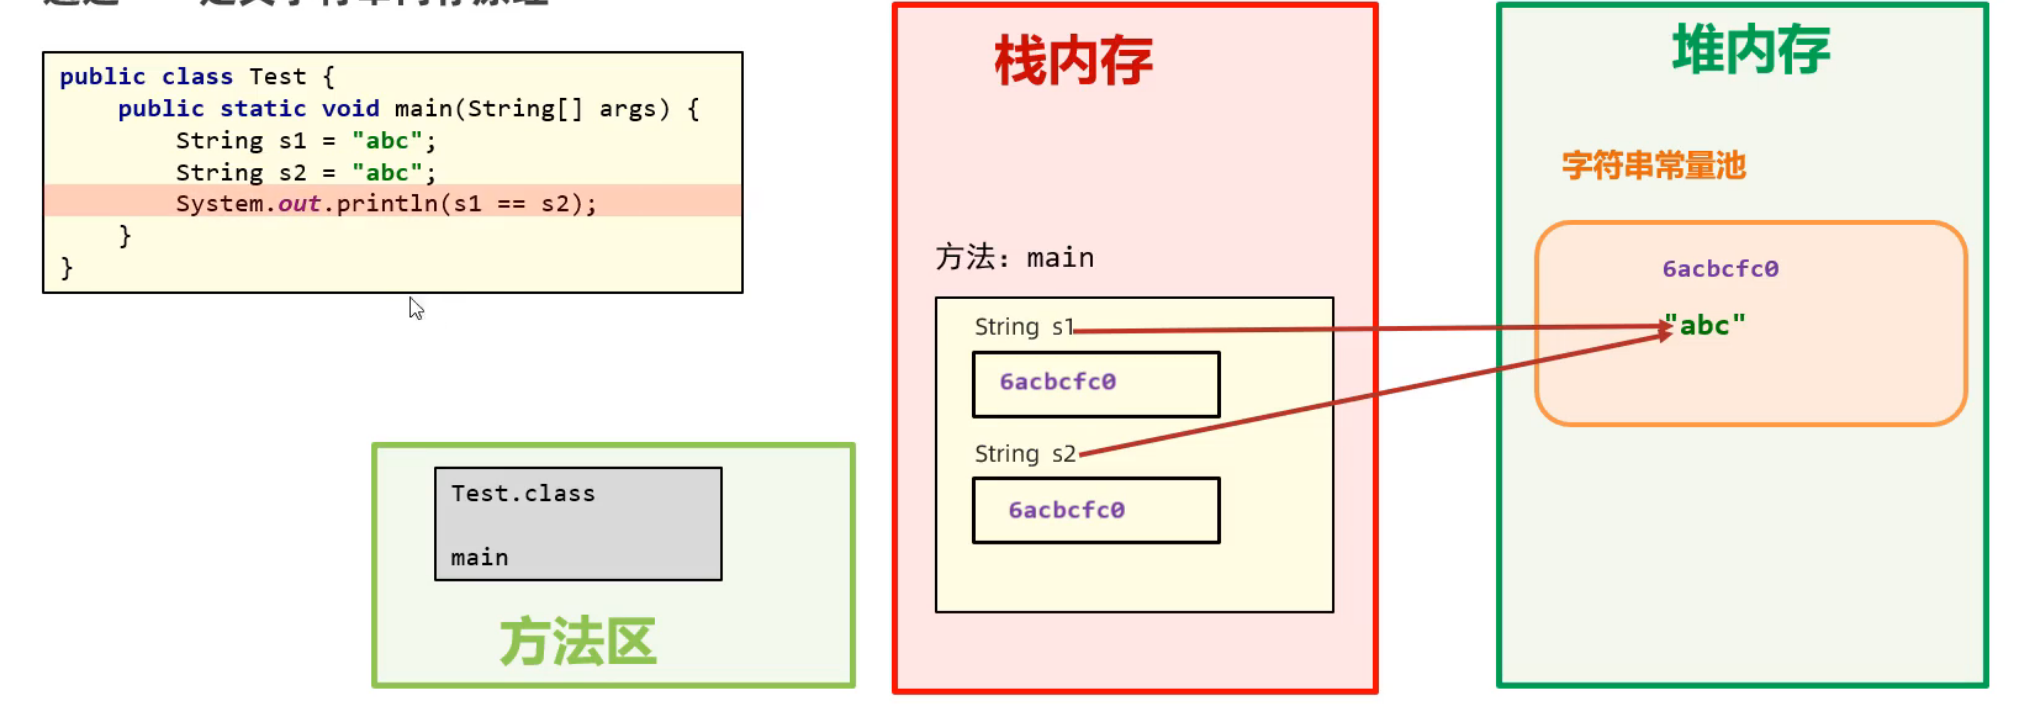 public class Test {
    public static void main(String[] args) {
        String s1 = "abc";
        String s2 = "abc";
        System.out.println(s1 == s2);
    }
}
Test.class
main
方法区
栈内存
方法：main
String s1
6acbcfc0
String s2
6acbcfc0
堆内存
字符串常量池
6acbcfc0
"abc"